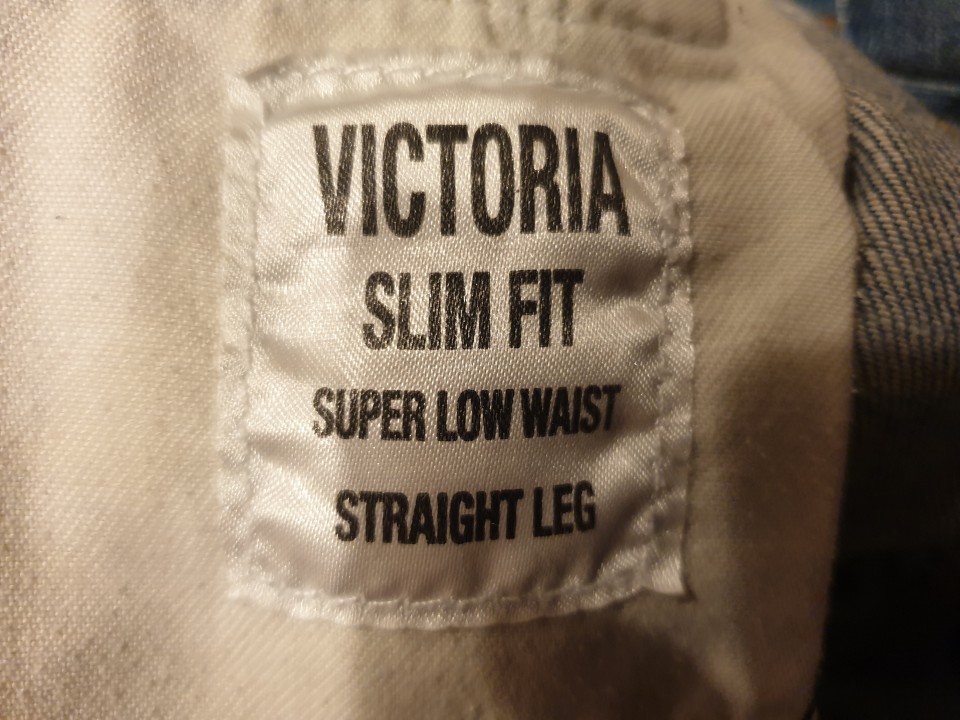 VICTORIA
SLIM FIT
SUPER LOW WAIST
STRAIGHT LEG